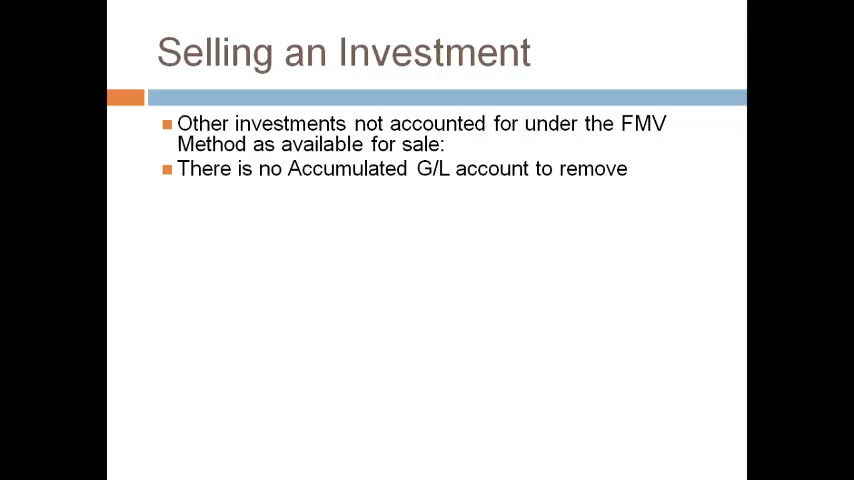 Selling an Investment
Other investments not accounted for under the FMV
Method as available for sale:
There is no Accumulated G/L account to remove